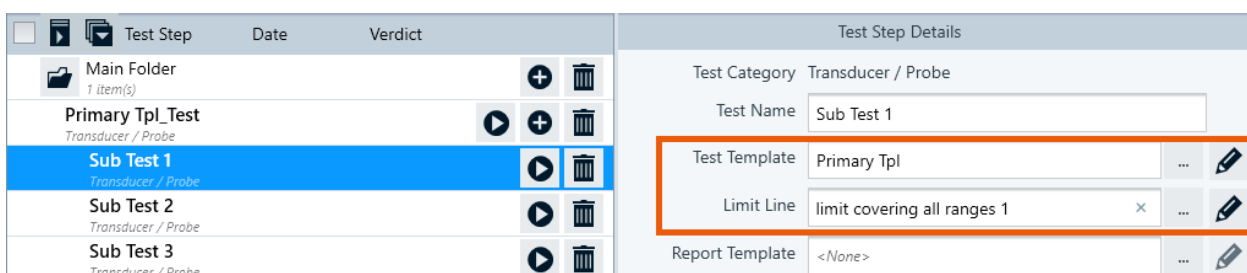 Test Step Date Verdict
Main Folder
1 item(s)
Primary Tpl_Test
Transducer / Probe
Sub Test 1
Transducer / Probe
Sub Test 2
Transducer / Probe
Sub Test 3
Transducer / Probe
Test Step Details
Test Category Transducer / Probe
Test Name Sub Test 1
Test Template Primary Tpl ...
Limit Line limit covering all ranges 1 × ...
Report Template <None> ...